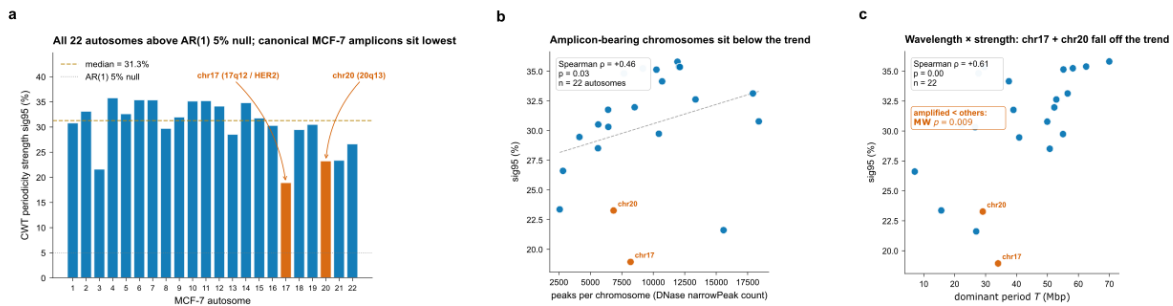 a
All 22 autosomes above AR(1) 5% null; canonical MCF-7 amplicons sit lowest
median = 31.3%
AR(1) 5% null
chr17 (17q12 / HER2)
chr20 (20q13)
CWT periodicity strength sig95 (%)
40
35
30
25
20
15
10
5
0
1 2 3 4 5 6 7 8 9 10 11 12 13 14 15 16 17 18 19 20 21 22
MCF-7 autosome
b
Amplicon-bearing chromosomes sit below the trend
Spearman ρ = +0.46
p = 0.03
n = 22 autosomes
sig95 (%)
35.0
32.5
30.0
27.5
25.0
22.5
20.0
chr20
chr17
2500 5000 7500 10000 12500 15000 17500
peaks per chromosome (DNase narrowPeak count)
c
Wavelength × strength: chr17 + chr20 fall off the trend
Spearman ρ = +0.61
p = 0.00
n = 22
amplified < others:
MW p = 0.009
sig95 (%)
35.0
32.5
30.0
27.5
25.0
22.5
20.0
chr20
chr17
10 20 30 40 50 60 70
dominant period T (Mbp)